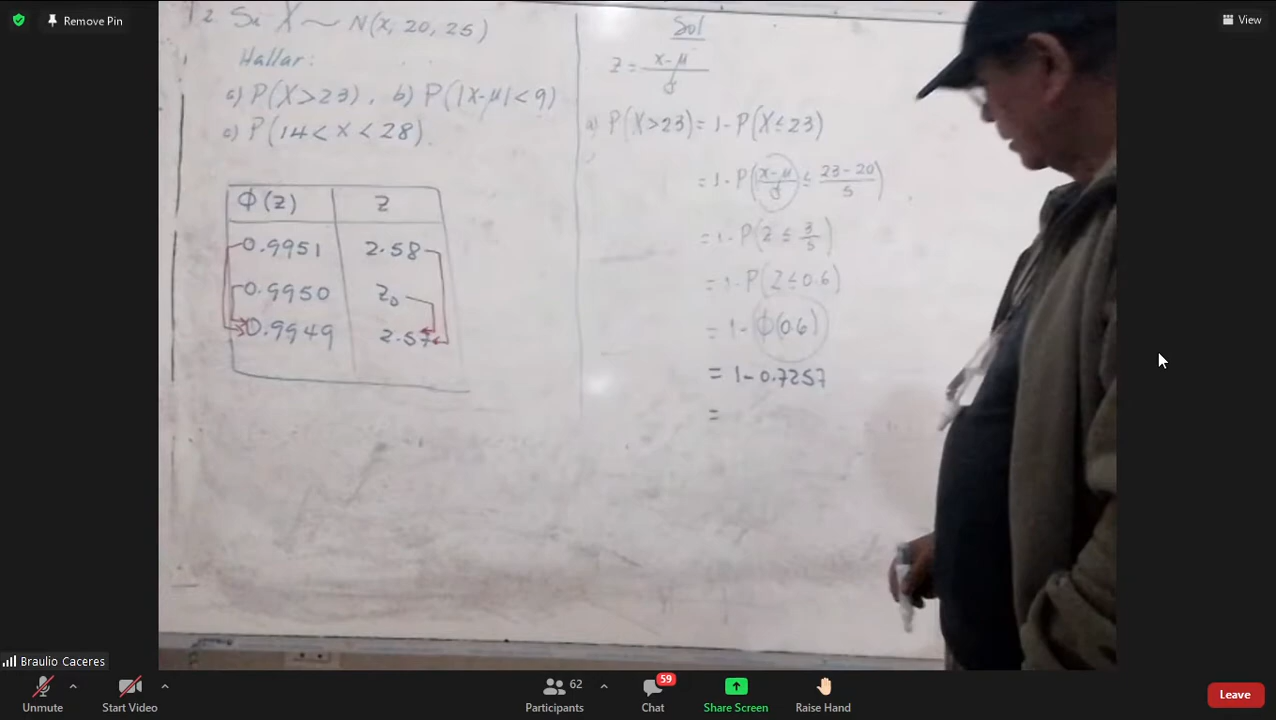 Remove Pin
View
2. Si X ~ N(x, 20, 25)
Hallar:
a) P(X>23), b) P(|X-μ|<9)
c) P(14<x<28).
Φ(z) Z
0.9951 2.58
0.9950 Z₀
0.9949 2.57
Sol
Z = (x-μ)/σ
a) P(X>23) = 1-P(X≤23)
= 1-P((x-μ)/σ ≤ (23-20)/5)
= 1-P(Z ≤ 3/5)
= 1-P(Z≤0.6)
= 1-Φ(0.6)
= 1-0.7257
=
Braulio Caceres
Unmute
Start Video
62
Participants
59
Chat
Share Screen
Raise Hand
Leave